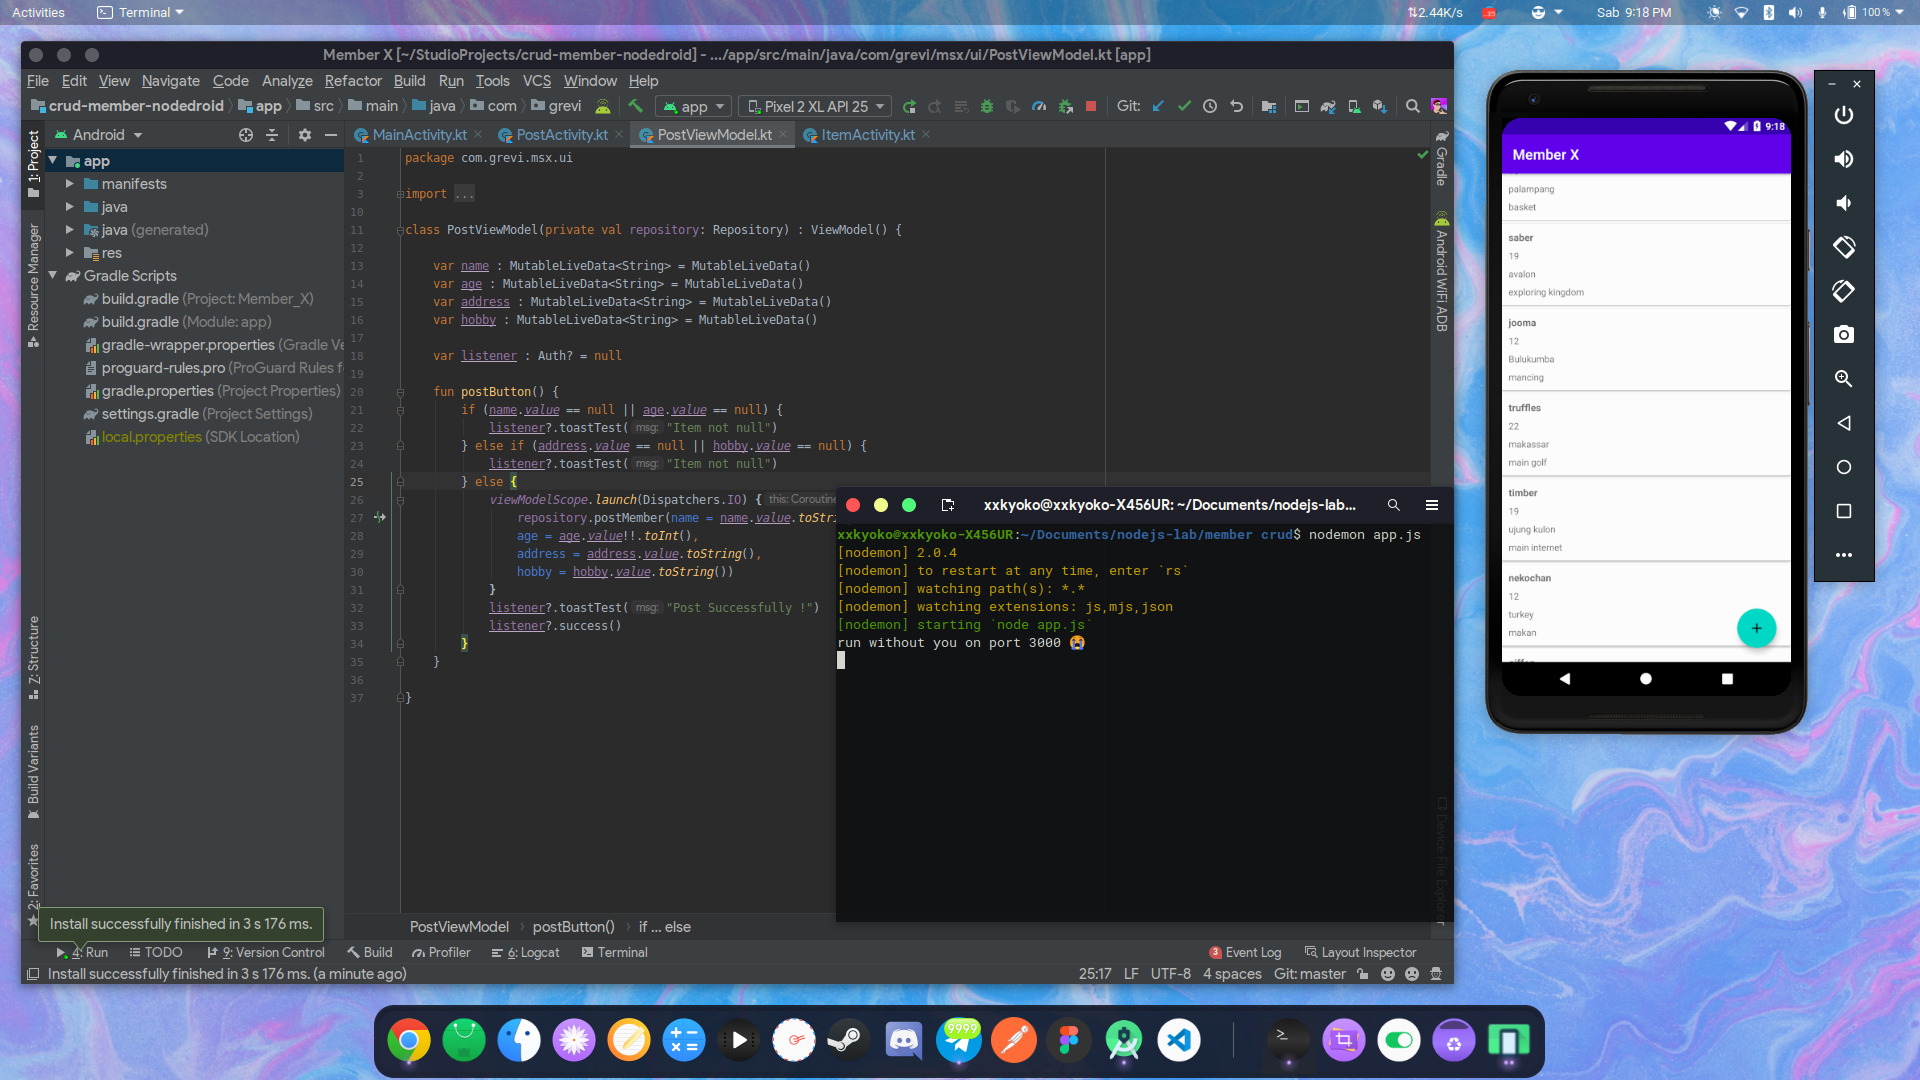 Activities Terminal 2.44K/s Sab 9:18 PM 100%
Member X [~/StudioProjects/crud-member-nodedroid] - .../app/src/main/java/com/grevi/msx/ui/PostViewModel.kt [app]
File Edit View Navigate Code Analyze Refactor Build Run Tools VCS Window Help
crud-member-nodedroid app src main java com grevi app Pixel 2 XL API 25 Git:
Android
MainActivity.kt PostActivity.kt PostViewModel.kt ItemActivity.kt
1: Project
Resource Manager
Z: Structure
Build Variants
2: Favorites
app
manifests
java
java (generated)
res
Gradle Scripts
build.gradle (Project: Member_X)
build.gradle (Module: app)
gradle-wrapper.properties (Gradle Ve
proguard-rules.pro (ProGuard Rules f
gradle.properties (Project Properties)
settings.gradle (Project Settings)
local.properties (SDK Location)
1 package com.grevi.msx.ui
2
3 import ...
10
11 class PostViewModel(private val repository: Repository) : ViewModel() {
12
13 var name : MutableLiveData<String> = MutableLiveData()
14 var age : MutableLiveData<String> = MutableLiveData()
15 var address : MutableLiveData<String> = MutableLiveData()
16 var hobby : MutableLiveData<String> = MutableLiveData()
17
18 var listener : Auth? = null
19
20 fun postButton() {
21 if (name.value == null || age.value == null) {
22 listener?.toastTest( msg: "Item not null")
23 } else if (address.value == null || hobby.value == null) {
24 listener?.toastTest( msg: "Item not null")
25 } else {
26 viewModelScope.launch(Dispatchers.IO) { this: Coroutine
27 repository.postMember(name = name.value.toStri
28 age = age.value!!.toInt(),
29 address = address.value.toString(),
30 hobby = hobby.value.toString())
31 }
32 listener?.toastTest( msg: "Post Successfully !")
33 listener?.success()
34 }
35 }
36
37 }
Gradle
Android WiFi ADB
Device File Explorer
xxkyoko@xxkyoko-X456UR: ~/Documents/nodejs-lab...
xxkyoko@xxkyoko-X456UR:~/Documents/nodejs-lab/member crud$ nodemon app.js
[nodemon] 2.0.4
[nodemon] to restart at any time, enter `rs`
[nodemon] watching path(s): *.*
[nodemon] watching extensions: js,mjs,json
[nodemon] starting `node app.js`
run without you on port 3000 😭
PostViewModel postButton() if ... else
Install successfully finished in 3 s 176 ms.
4: Run TODO 9: Version Control Build Profiler 6: Logcat Terminal 3 Event Log Layout Inspector
Install successfully finished in 3 s 176 ms. (a minute ago) 25:17 LF UTF-8 4 spaces Git: master
9:18
Member X
palampang
basket
saber
19
avalon
exploring kingdom
jooma
12
Bulukumba
mancing
truffles
22
makassar
main golf
timber
19
ujung kulon
main internet
nekochan
12
turkey
makan
9999